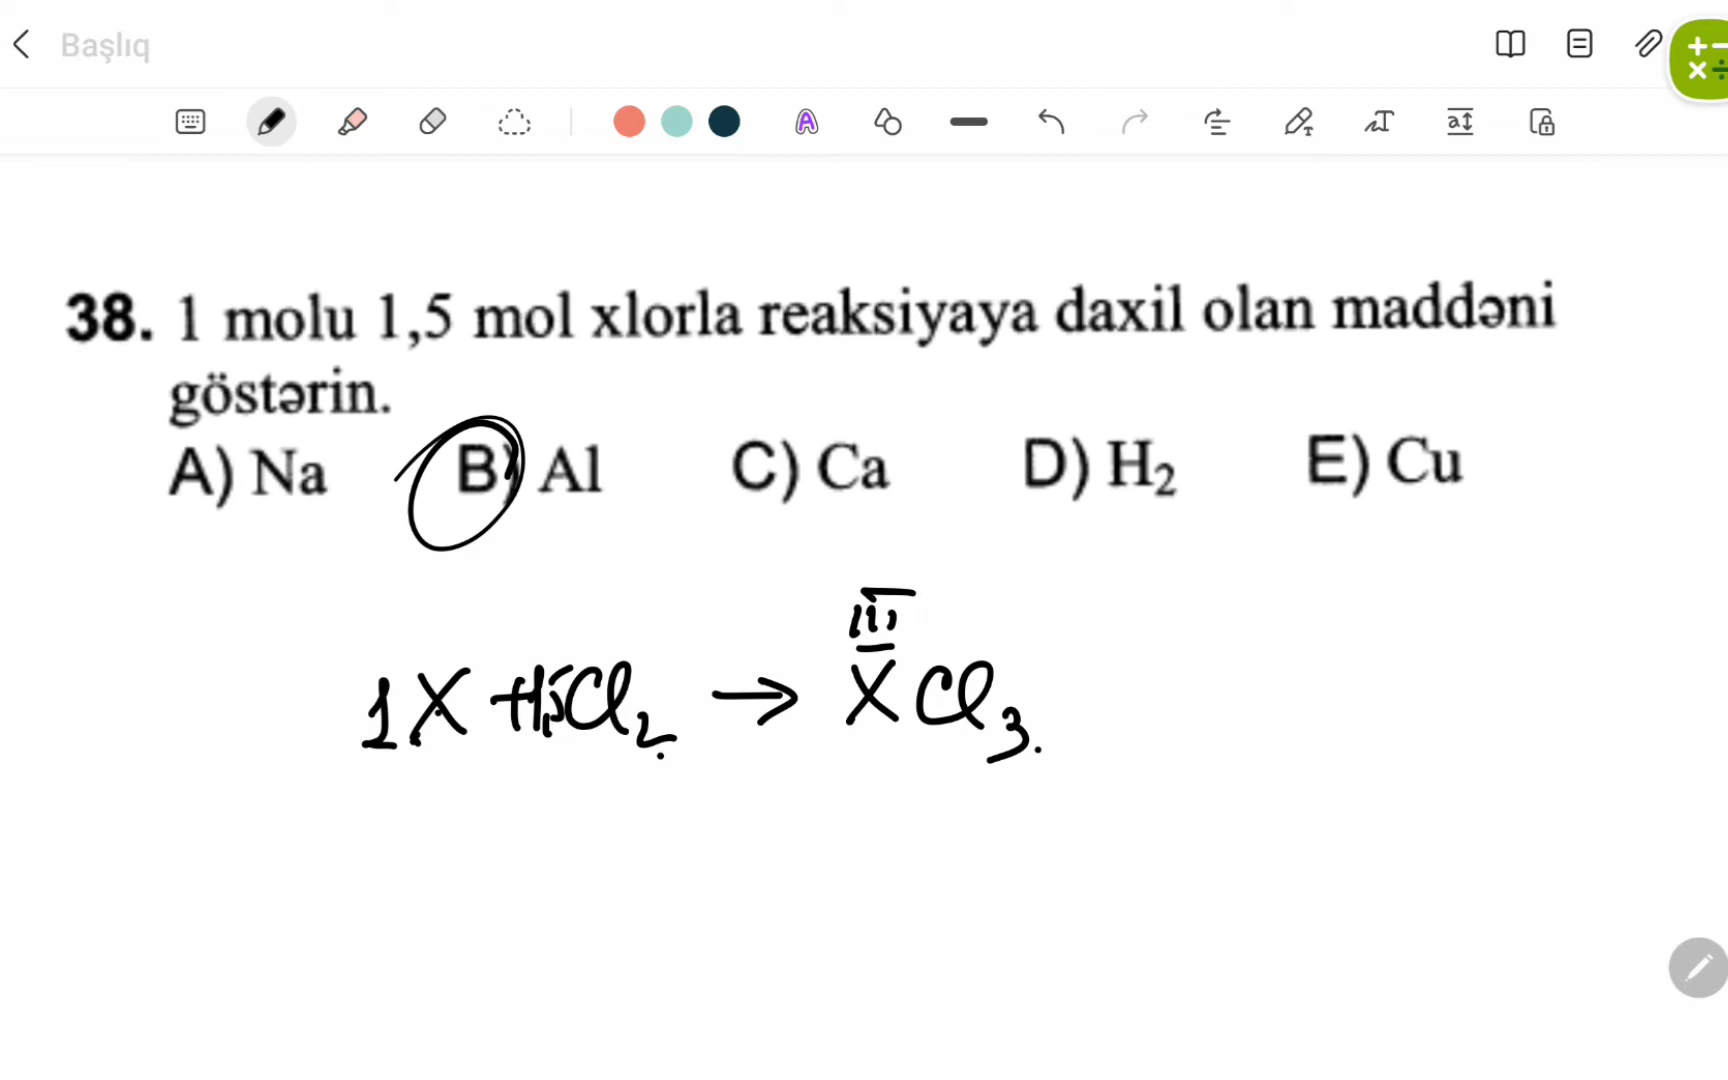 Başlıq
38. 1 molu 1,5 mol xlorla reaksiyaya daxil olan maddəni
göstərin.
A) Na B) Al C) Ca D) H₂ E) Cu
III
1X + 1,5Cl₂ → XCl₃.